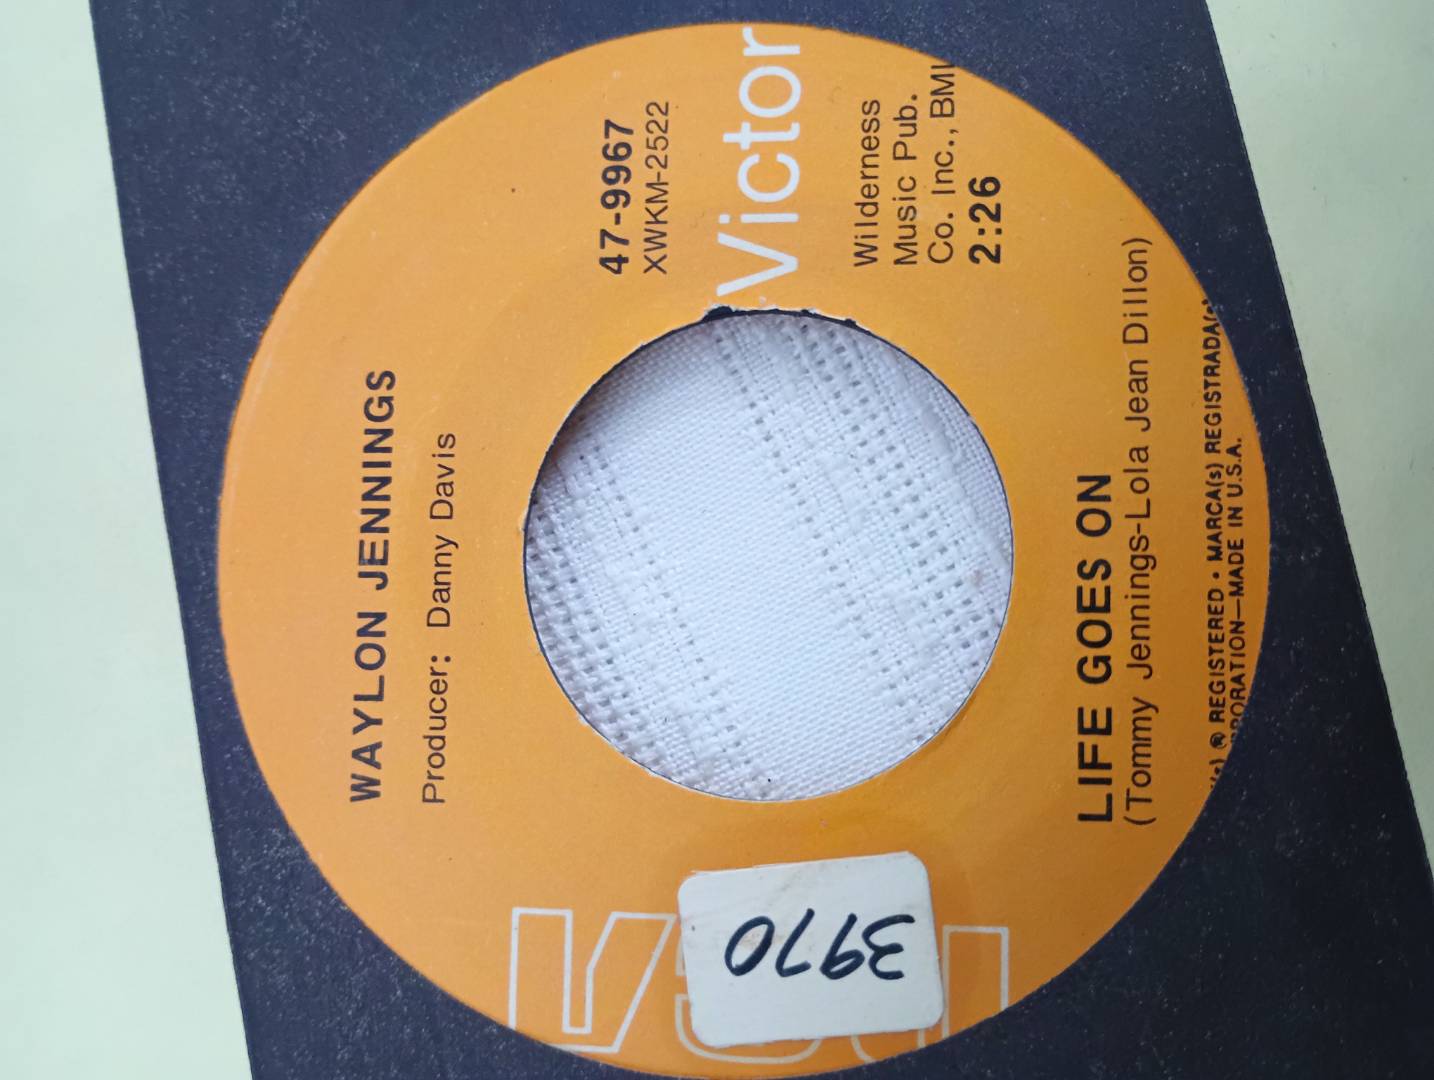 WAYLON JENNINGS
Producer: Danny Davis
47-9967
XWKM-2522
RCA
Victor
3970
Wilderness
Music Pub.
Co. Inc., BMI
2:26
LIFE GOES ON
(Tommy Jennings-Lola Jean Dillon)
(s) ® REGISTERED • MARCA(s) REGISTRADA(s)
PORATION—MADE IN U.S.A.